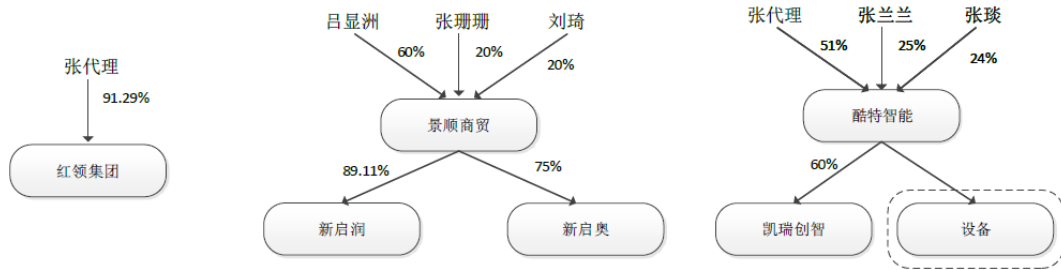 张代理
91.29%
红领集团
吕显洲
张珊珊
刘琦
60%
20%
20%
景顺商贸
89.11%
75%
新启润
新启奥
张代理
张兰兰
张琰
51%
25%
24%
酷特智能
60%
凯瑞创智
设备